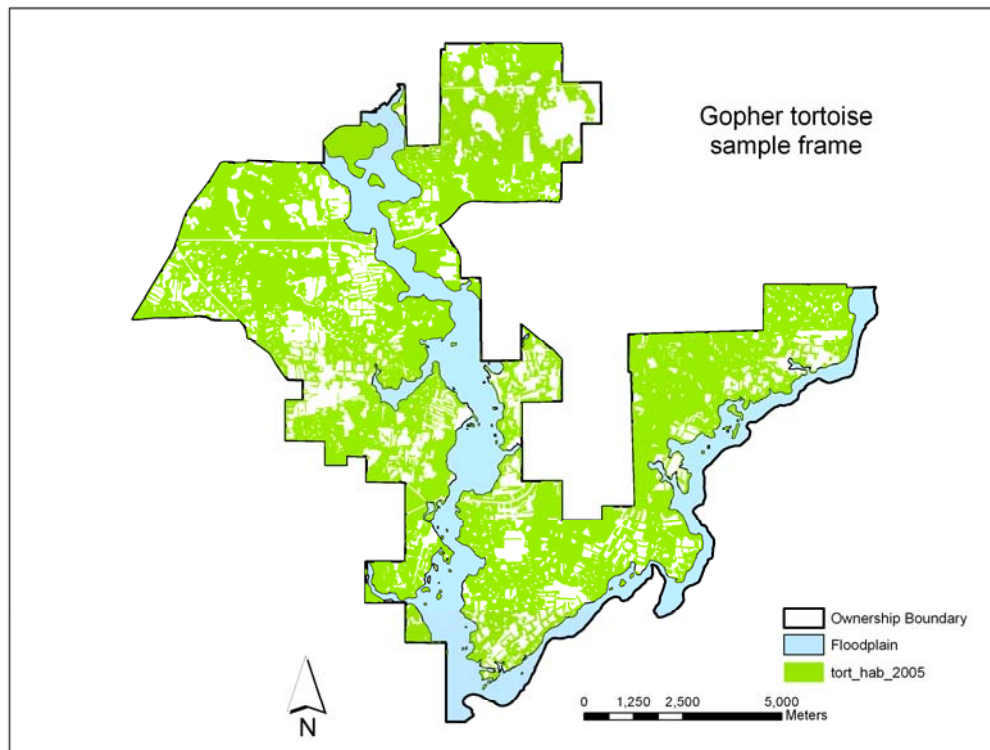 Gopher tortoise
sample frame
Ownership Boundary
Floodplain
tort_hab_2005
N
0 1,250 2,500 5,000
Meters